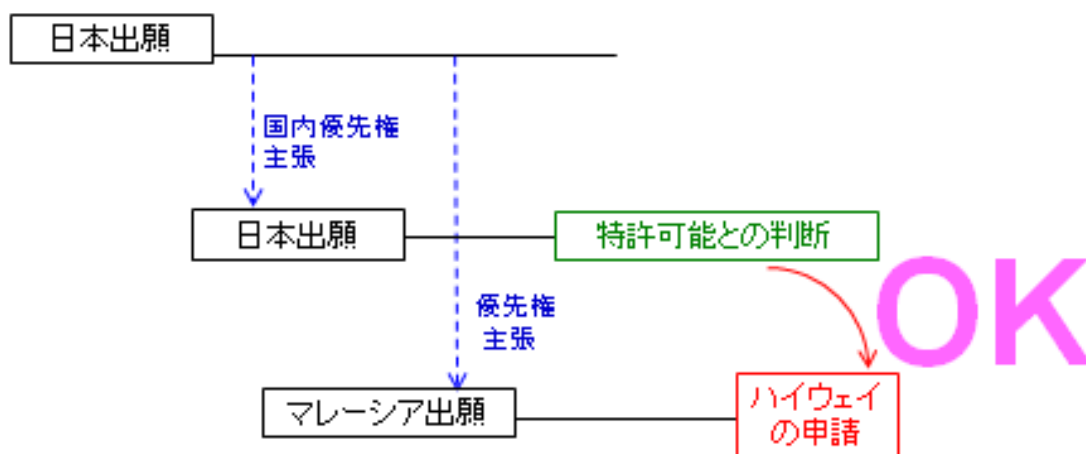 日本出願
国内優先権
主張
日本出願
特許可能との判断
OK
優先権
主張
マレーシア出願
ハイウェイ
の申請